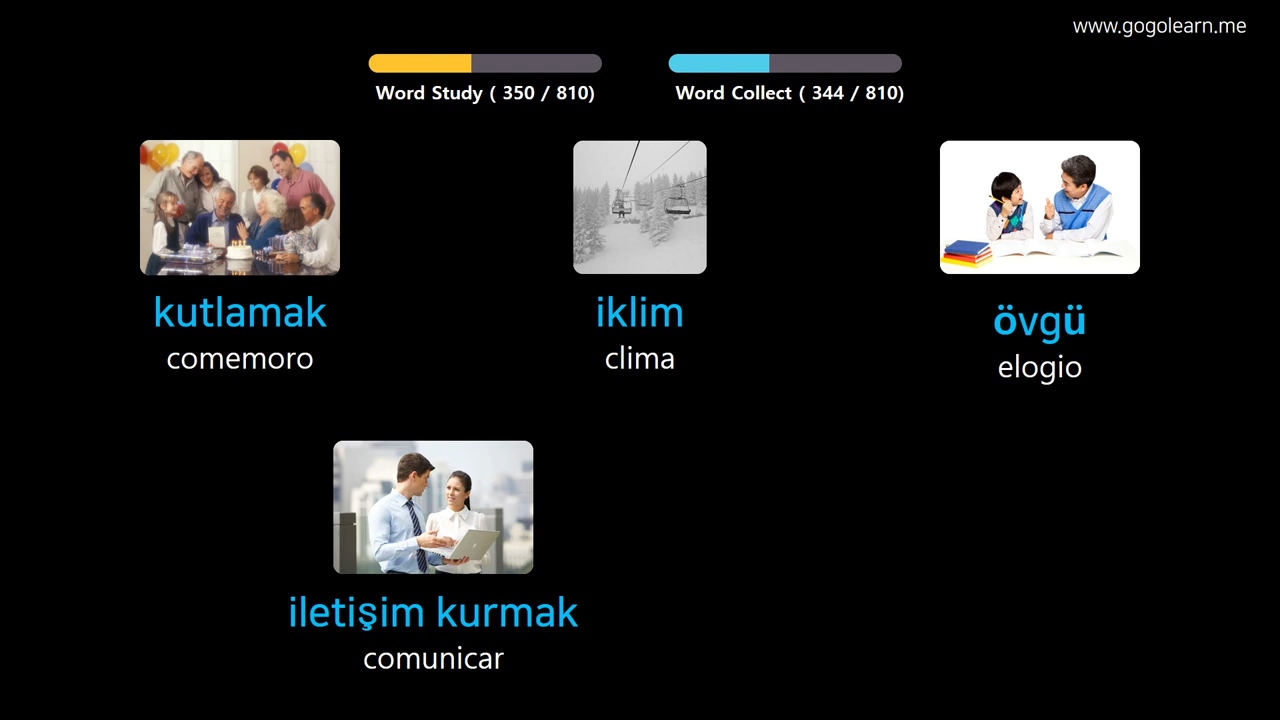 www.gogolearn.me
Word Study ( 350 / 810)
Word Collect ( 344 / 810)
kutlamak
comemoro
iklim
clima
övgü
elogio
iletişim kurmak
comunicar